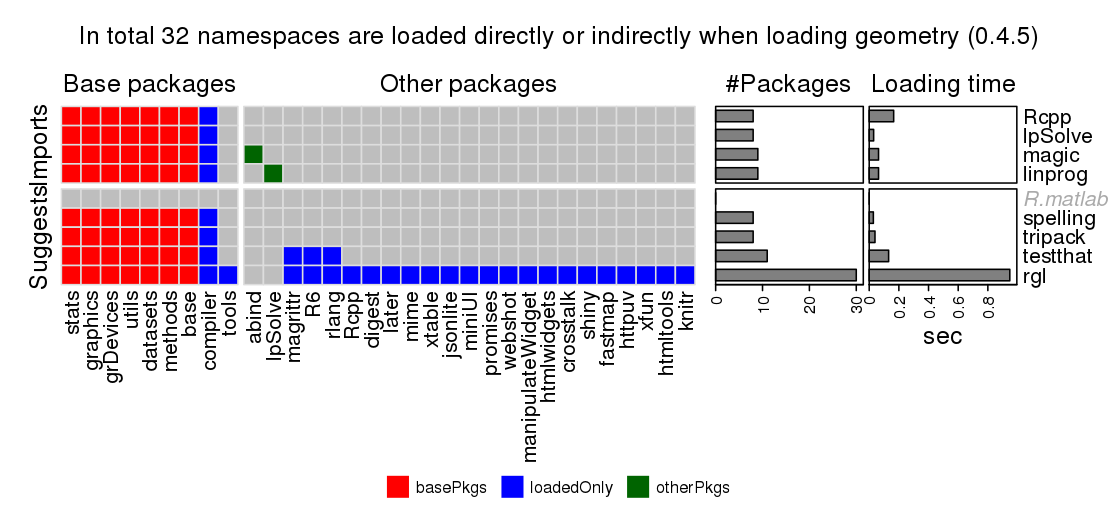 In total 32 namespaces are loaded directly or indirectly when loading geometry (0.4.5)
Base packages
Other packages
#Packages
Loading time
Imports
Suggests
Rcpp
lpSolve
magic
linprog
R.matlab
spelling
tripack
testthat
rgl
stats
graphics
grDevices
utils
datasets
methods
base
compiler
tools
abind
lpSolve
magrittr
R6
rlang
Rcpp
digest
later
mime
xtable
jsonlite
miniUI
promises
webshot
manipulateWidget
htmlwidgets
crosstalk
shiny
fastmap
httpuv
xfun
htmltools
knitr
0
10
20
30
0
0.2
0.4
0.6
0.8
sec
basePkgs
loadedOnly
otherPkgs